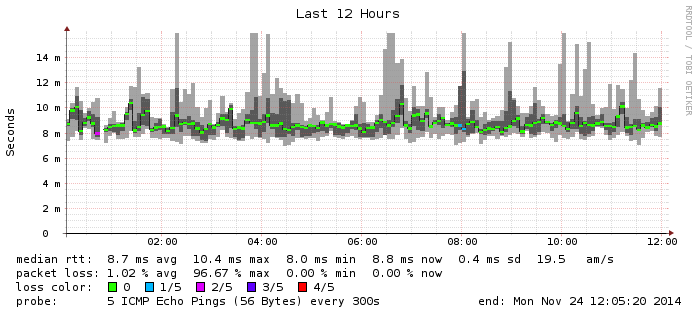 Last 12 Hours
RRDTOOL / TOBI OETIKER
Seconds
14 m
12 m
10 m
8 m
6 m
4 m
2 m
0
02:00 04:00 06:00 08:00 10:00 12:00
median rtt: 8.7 ms avg 10.4 ms max 8.0 ms min 8.8 ms now 0.4 ms sd 19.5 am/s
packet loss: 1.02 % avg 96.67 % max 0.00 % min 0.00 % now
loss color: 0 1/5 2/5 3/5 4/5
probe: 5 ICMP Echo Pings (56 Bytes) every 300s end: Mon Nov 24 12:05:20 2014